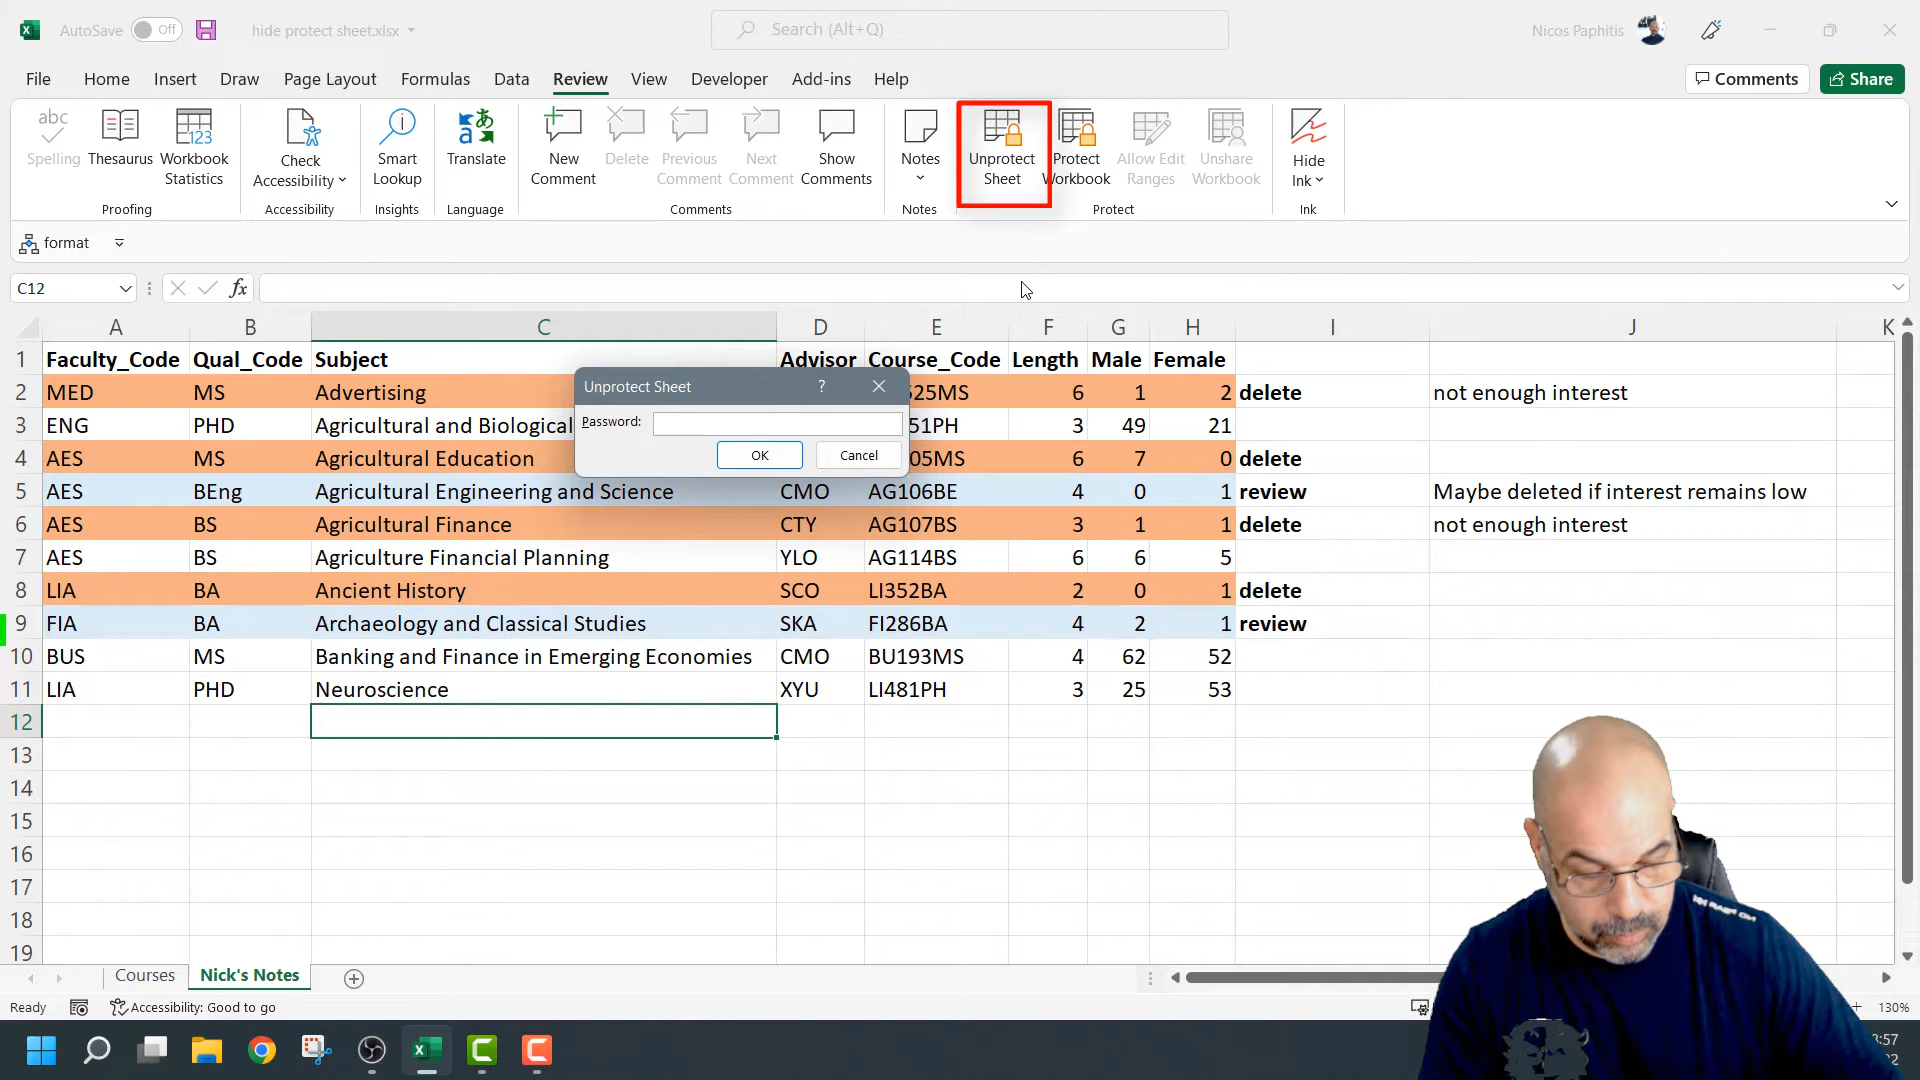 AutoSave Off hide protect sheet.xlsx Search (Alt+Q) Nicos Paphitis
File Home Insert Draw Page Layout Formulas Data Review View Developer Add-ins Help Comments Share
abc
Spelling Thesaurus Workbook Statistics Check Accessibility Smart Lookup Translate New Comment Delete Previous Comment Next Comment Show Comments Notes Unprotect Sheet Protect Workbook Allow Edit Ranges Unshare Workbook Hide Ink
Proofing Accessibility Insights Language Comments Notes Protect Ink
format
C12 fx
A B C D E F G H I J K
1 Faculty_Code Qual_Code Subject Advisor Course_Code Length Male Female
2 MED MS Advertising 525MS 6 1 2 delete not enough interest
3 ENG PHD Agricultural and Biological 51PH 3 49 21
4 AES MS Agricultural Education 05MS 6 7 0 delete
5 AES BEng Agricultural Engineering and Science CMO AG106BE 4 0 1 review Maybe deleted if interest remains low
6 AES BS Agricultural Finance CTY AG107BS 3 1 1 delete not enough interest
7 AES BS Agriculture Financial Planning YLO AG114BS 6 6 5
8 LIA BA Ancient History SCO LI352BA 2 0 1 delete
9 FIA BA Archaeology and Classical Studies SKA FI286BA 4 2 1 review
10 BUS MS Banking and Finance in Emerging Economies CMO BU193MS 4 62 52
11 LIA PHD Neuroscience XYU LI481PH 3 25 53
12
13
14
15
16
17
18
19
Unprotect Sheet ?
Password:
OK Cancel
Courses Nick's Notes
Ready Accessibility: Good to go 130%
:57